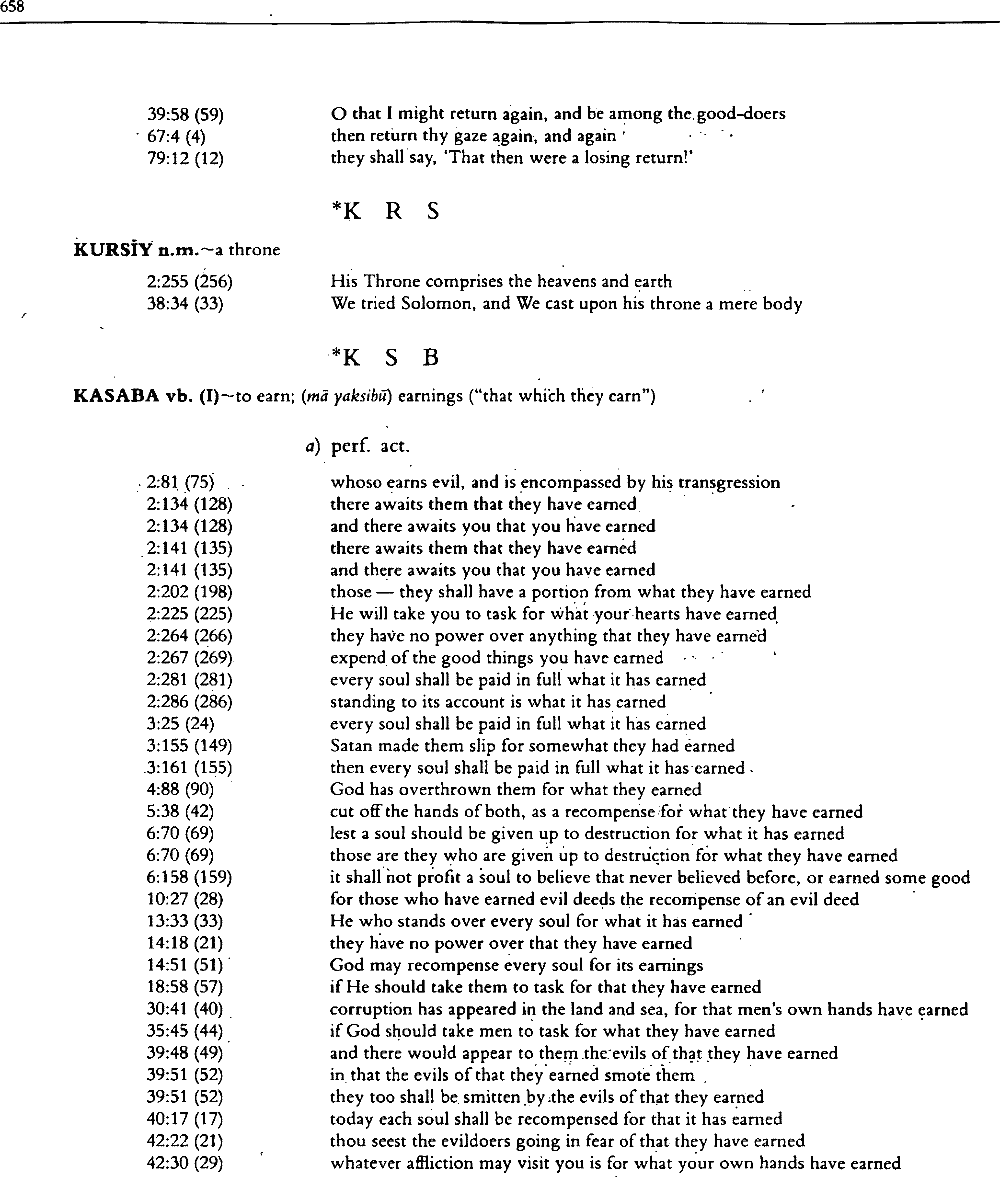 658
39:58 (59) O that I might return again, and be among the good-doers
67:4 (4) then return thy gaze again, and again
79:12 (12) they shall say, 'That then were a losing return!'
*K R S
KURSİY n.m.~a throne
2:255 (256) His Throne comprises the heavens and earth
38:34 (33) We tried Solomon, and We cast upon his throne a mere body
*K S B
KASABA vb. (I)~to earn; (mā yaksibū) earnings ("that which they earn")
a) perf. act.
2:81 (75) whoso earns evil, and is encompassed by his transgression
2:134 (128) there awaits them that they have earned
2:134 (128) and there awaits you that you have earned
2:141 (135) there awaits them that they have earned
2:141 (135) and there awaits you that you have earned
2:202 (198) those — they shall have a portion from what they have earned
2:225 (225) He will take you to task for what your hearts have earned
2:264 (266) they have no power over anything that they have earned
2:267 (269) expend of the good things you have earned
2:281 (281) every soul shall be paid in full what it has earned
2:286 (286) standing to its account is what it has earned
3:25 (24) every soul shall be paid in full what it has earned
3:155 (149) Satan made them slip for somewhat they had earned
3:161 (155) then every soul shall be paid in full what it has earned
4:88 (90) God has overthrown them for what they earned
5:38 (42) cut off the hands of both, as a recompense for what they have earned
6:70 (69) lest a soul should be given up to destruction for what it has earned
6:70 (69) those are they who are given up to destruction for what they have earned
6:158 (159) it shall not profit a soul to believe that never believed before, or earned some good
10:27 (28) for those who have earned evil deeds the recompense of an evil deed
13:33 (33) He who stands over every soul for what it has earned
14:18 (21) they have no power over that they have earned
14:51 (51) God may recompense every soul for its earnings
18:58 (57) if He should take them to task for that they have earned
30:41 (40) corruption has appeared in the land and sea, for that men's own hands have earned
35:45 (44) if God should take men to task for what they have earned
39:48 (49) and there would appear to them the evils of that they have earned
39:51 (52) in that the evils of that they earned smote them
39:51 (52) they too shall be smitten by the evils of that they earned
40:17 (17) today each soul shall be recompensed for that it has earned
42:22 (21) thou seest the evildoers going in fear of that they have earned
42:30 (29) whatever affliction may visit you is for what your own hands have earned